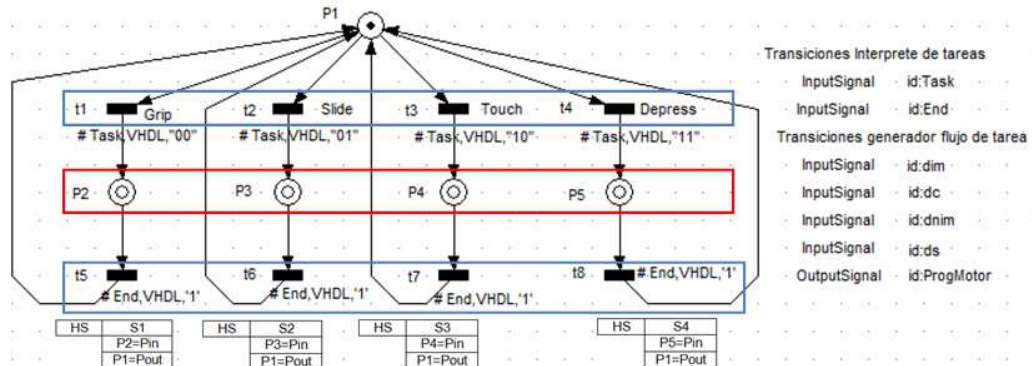 P1
Transiciones Interprete de tareas
InputSignal id:Task
InputSignal id:End
Transiciones generador flujo de tarea
InputSignal id:dim
InputSignal id:dc
InputSignal id:dnim
InputSignal id:ds
OutputSignal id:ProgMotor
t1 Grip t2 Slide t3 Touch t4 Depress
# Task,VHDL,"00" # Task,VHDL,"01" # Task,VHDL,"10" # Task,VHDL,"11"
P2 P3 P4 P5
t5 t6 t7 t8 # End,VHDL,'1'
# End,VHDL,'1' # End,VHDL,'1' # End,VHDL,'1'
HS S1 HS S2 HS S3 HS S4
P2=Pin P3=Pin P4=Pin P5=Pin
P1=Pout P1=Pout P1=Pout P1=Pout